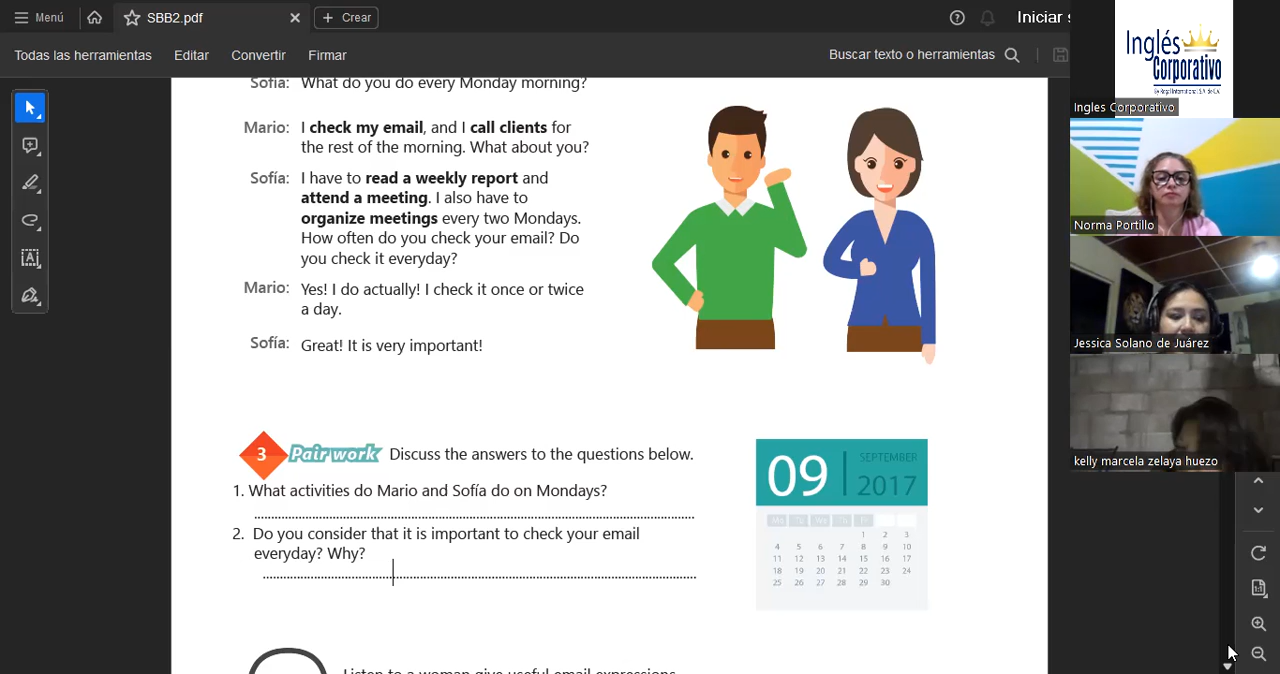 Menú
SBB2.pdf
Crear
Iniciar s
Todas las herramientas Editar Convertir Firmar
Buscar texto o herramientas
Inglés Corporativo
Ingles Corporativo
Norma Portillo
Jessica Solano de Juárez
kelly marcela zelaya huezo
Sofía: What do you do every Monday morning?
Mario: I check my email, and I call clients for
the rest of the morning. What about you?
Sofía: I have to read a weekly report and
attend a meeting. I also have to
organize meetings every two Mondays.
How often do you check your email? Do
you check it everyday?
Mario: Yes! I do actually! I check it once or twice
a day.
Sofía: Great! It is very important!
3 Pair work Discuss the answers to the questions below.
1. What activities do Mario and Sofía do on Mondays?
2. Do you consider that it is important to check your email
everyday? Why?
09 SEPTEMBER
2017
Mo Tu We Th Fr
1 2 3
4 5 6 7 8 9 10
11 12 13 14 15 16 17
18 19 20 21 22 23 24
25 26 27 28 29 30
Listen to a woman give useful email expressions